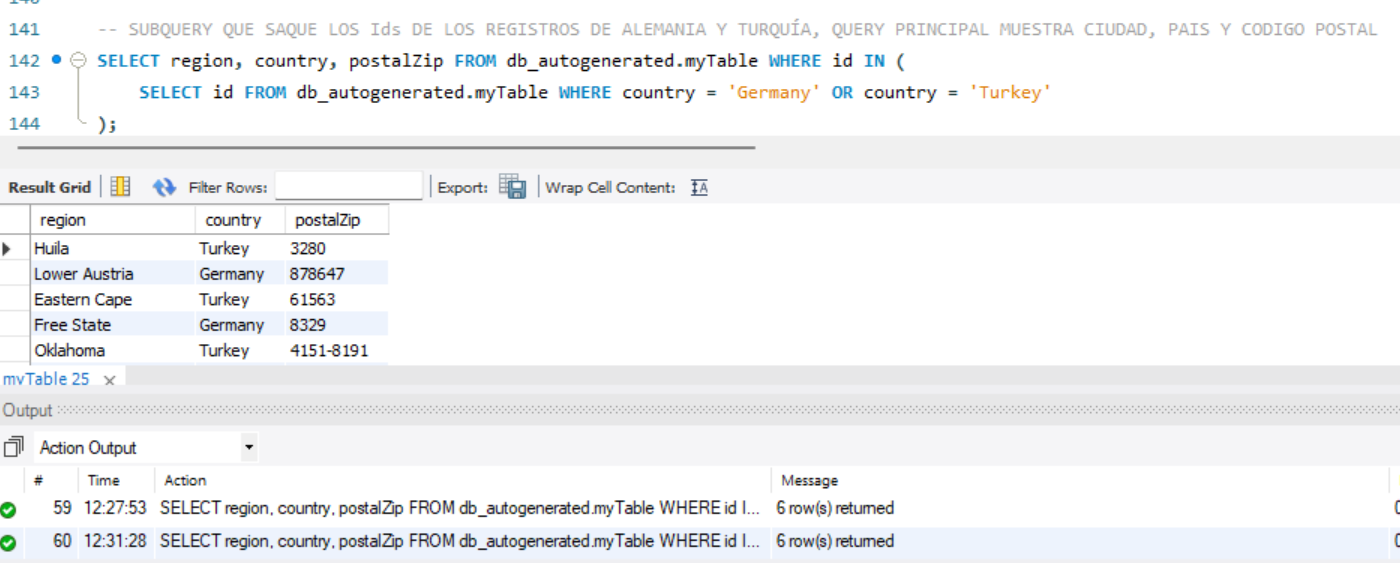 141 -- SUBQUERY QUE SAQUE LOS Ids DE LOS REGISTROS DE ALEMANIA Y TURQUÍA, QUERY PRINCIPAL MUESTRA CIUDAD, PAIS Y CODIGO POSTAL
142 SELECT region, country, postalZip FROM db_autogenerated.myTable WHERE id IN (
143 SELECT id FROM db_autogenerated.myTable WHERE country = 'Germany' OR country = 'Turkey'
144 );
Result Grid Filter Rows: Export: Wrap Cell Content:
region country postalZip
Huila Turkey 3280
Lower Austria Germany 878647
Eastern Cape Turkey 61563
Free State Germany 8329
Oklahoma Turkey 4151-8191
myTable 25
Output
Action Output
# Time Action Message
59 12:27:53 SELECT region, country, postalZip FROM db_autogenerated.myTable WHERE id I... 6 row(s) returned
60 12:31:28 SELECT region, country, postalZip FROM db_autogenerated.myTable WHERE id I... 6 row(s) returned